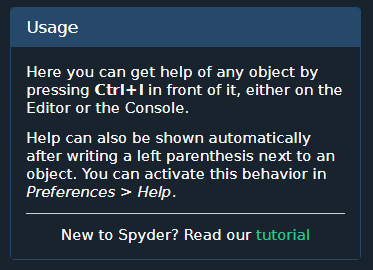 Usage
Here you can get help of any object by
pressing Ctrl+I in front of it, either on the
Editor or the Console.
Help can also be shown automatically
after writing a left parenthesis next to an
object. You can activate this behavior in
Preferences > Help.
New to Spyder? Read our tutorial